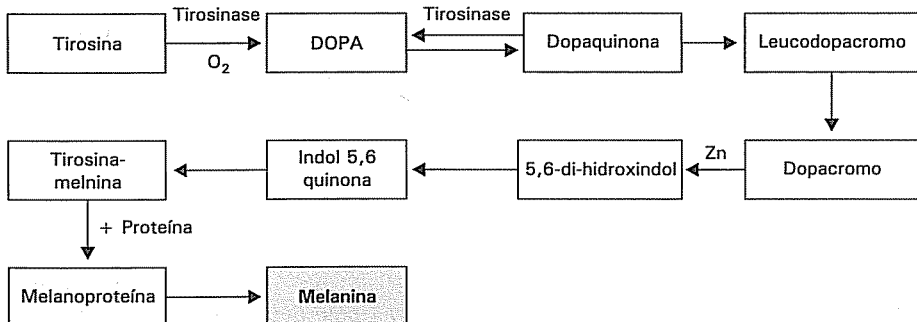 Tirosina
Tirosinase
O₂
DOPA
Tirosinase
Dopaquinona
Leucodopacromo
Dopacromo
Zn
5,6-di-hidroxindol
Indol 5,6
quinona
Tirosina-
melnina
+ Proteína
Melanoproteína
Melanina